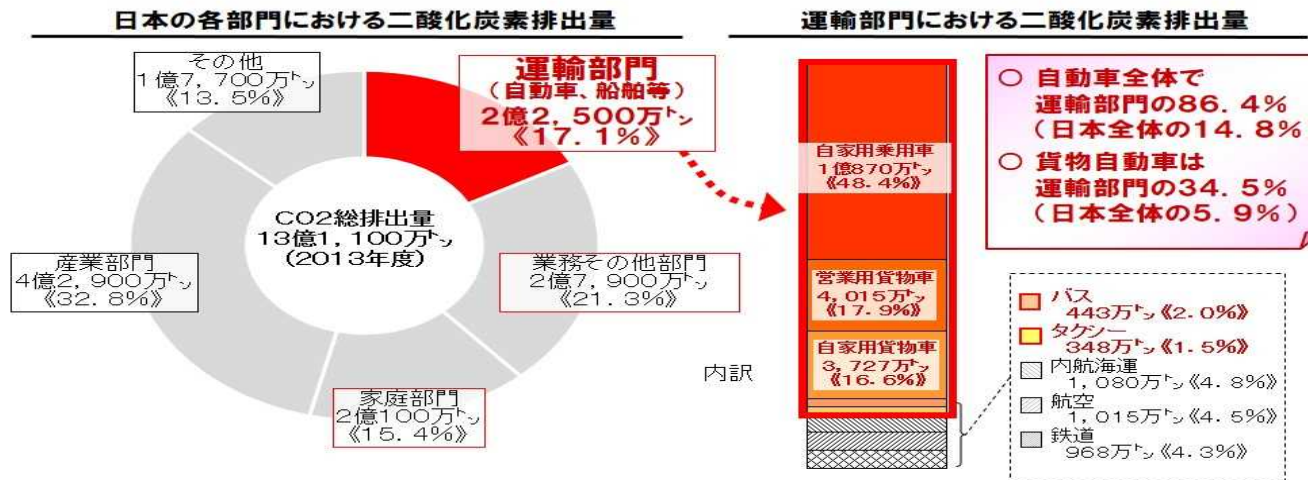 日本の各部門における二酸化炭素排出量
その他
1億7,700万㌧
《13.5%》
運輸部門
(自動車、船舶等)
2億2,500万㌧
《17.1%》
CO2総排出量
13億1,100万㌧
(2013年度)
産業部門
4億2,900万㌧
《32.8%》
業務その他部門
2億7,900万㌧
《21.3%》
家庭部門
2億100万㌧
《15.4%》
運輸部門における二酸化炭素排出量
自家用乗用車
1億870万㌧
《48.4%》
営業用貨物車
4,015万㌧
《17.9%》
自家用貨物車
3,727万㌧
《16.6%》
内訳
○ 自動車全体で
運輸部門の86.4%
(日本全体の14.8%)
○ 貨物自動車は
運輸部門の34.5%
(日本全体の5.9%)
バス
443万㌧《2.0%》
タクシー
348万㌧《1.5%》
内航海運
1,080万㌧《4.8%》
航空
1,015万㌧《4.5%》
鉄道
968万㌧《4.3%》